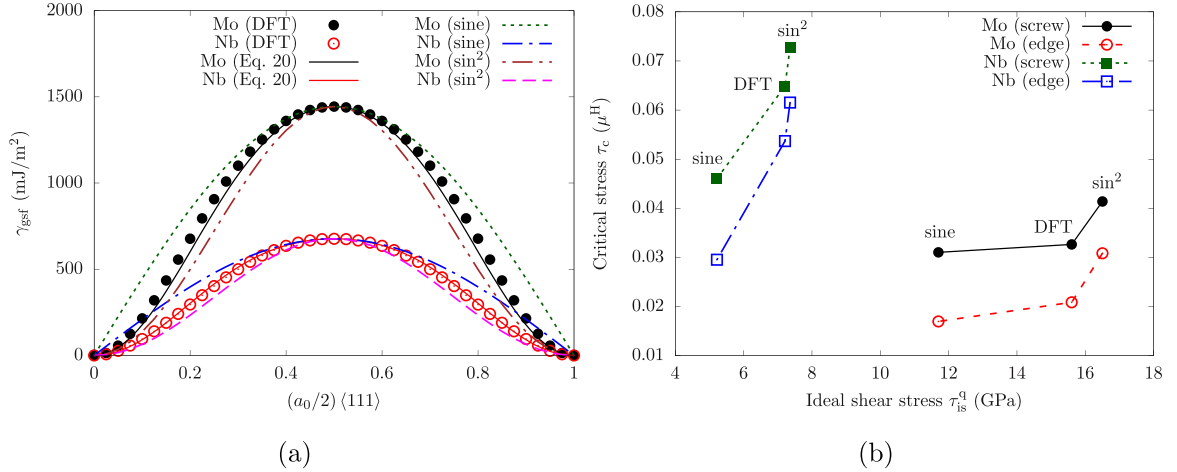 Mo (DFT)
Nb (DFT)
Mo (Eq. 20)
Nb (Eq. 20)
Mo (sine)
Nb (sine)
Mo (sin²)
Nb (sin²)
2000
1500
1000
500
0
γgsf (mJ/m²)
0 0.2 0.4 0.6 0.8 1
(a₀/2) ⟨111⟩
(a)
Mo (screw)
Mo (edge)
Nb (screw)
Nb (edge)
0.08
0.07
0.06
0.05
0.04
0.03
0.02
0.01
Critical stress τc (μᴴ)
sin²
DFT
sine
sin²
DFT
sine
4 6 8 10 12 14 16 18
Ideal shear stress τ^q_is (GPa)
(b)